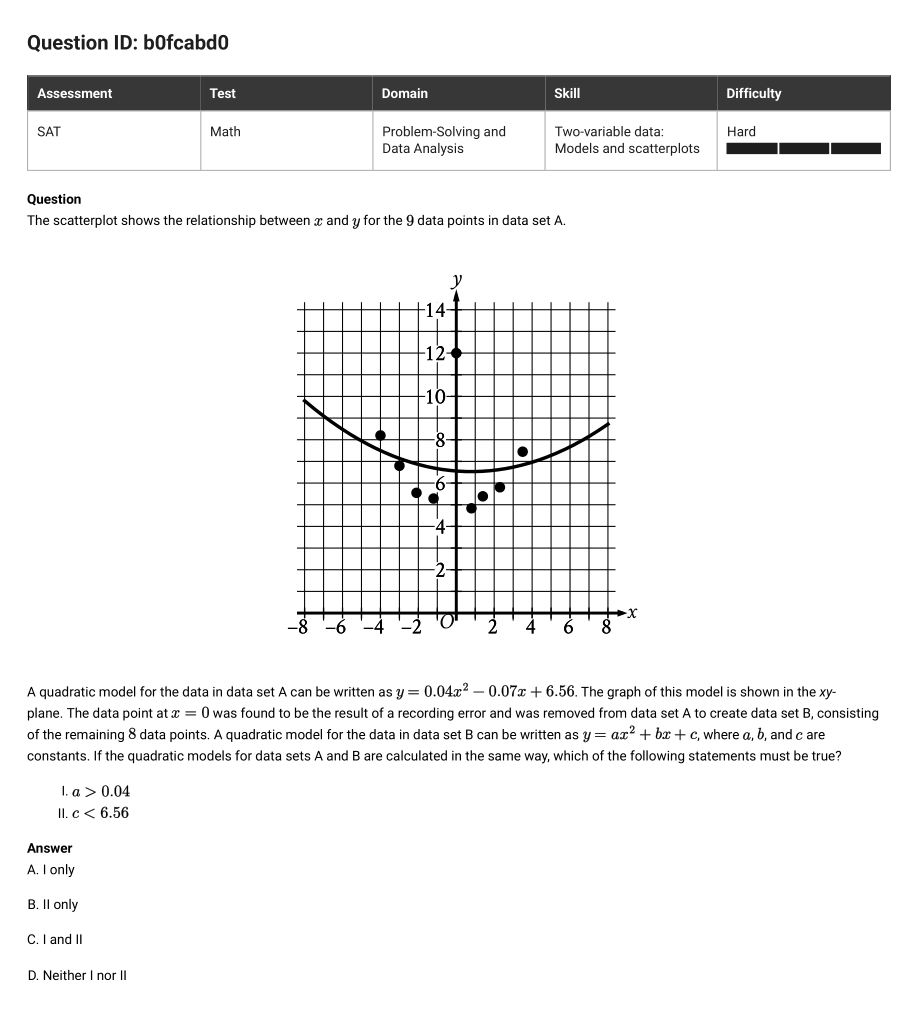 Question ID: b0fcabd0
Assessment Test Domain Skill Difficulty
SAT Math Problem-Solving and Data Analysis Two-variable data: Models and scatterplots Hard
Question
The scatterplot shows the relationship between x and y for the 9 data points in data set A.
y
14
12
10
8
6
4
2
O
x
−8 −6 −4 −2 2 4 6 8
A quadratic model for the data in data set A can be written as y = 0.04x² − 0.07x + 6.56. The graph of this model is shown in the xy-
plane. The data point at x = 0 was found to be the result of a recording error and was removed from data set A to create data set B, consisting
of the remaining 8 data points. A quadratic model for the data in data set B can be written as y = ax² + bx + c, where a, b, and c are
constants. If the quadratic models for data sets A and B are calculated in the same way, which of the following statements must be true?
I. a > 0.04
II. c < 6.56
Answer
A. I only
B. II only
C. I and II
D. Neither I nor II